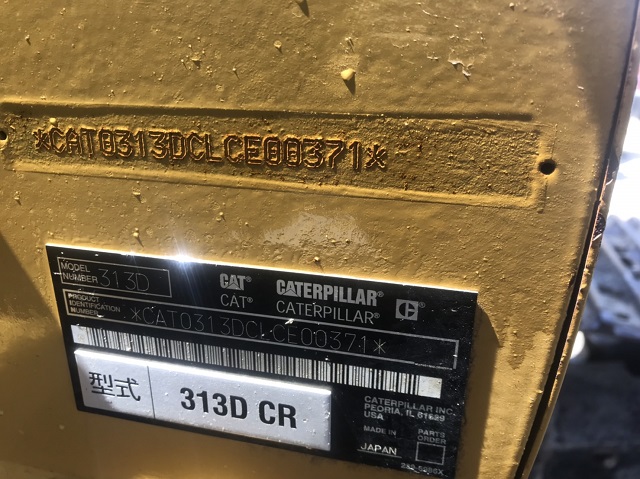 *CAT0313DCLCE00371*
MODEL NUMBER 313D
CAT® CATERPILLAR®
CAT® CATERPILLAR®
PRODUCT IDENTIFICATION NUMBER
*CAT0313DCLCE00371*
型式 313D CR
CATERPILLAR INC.
PEORIA, IL 61629
USA
MADE IN
JAPAN
PARTS ORDER